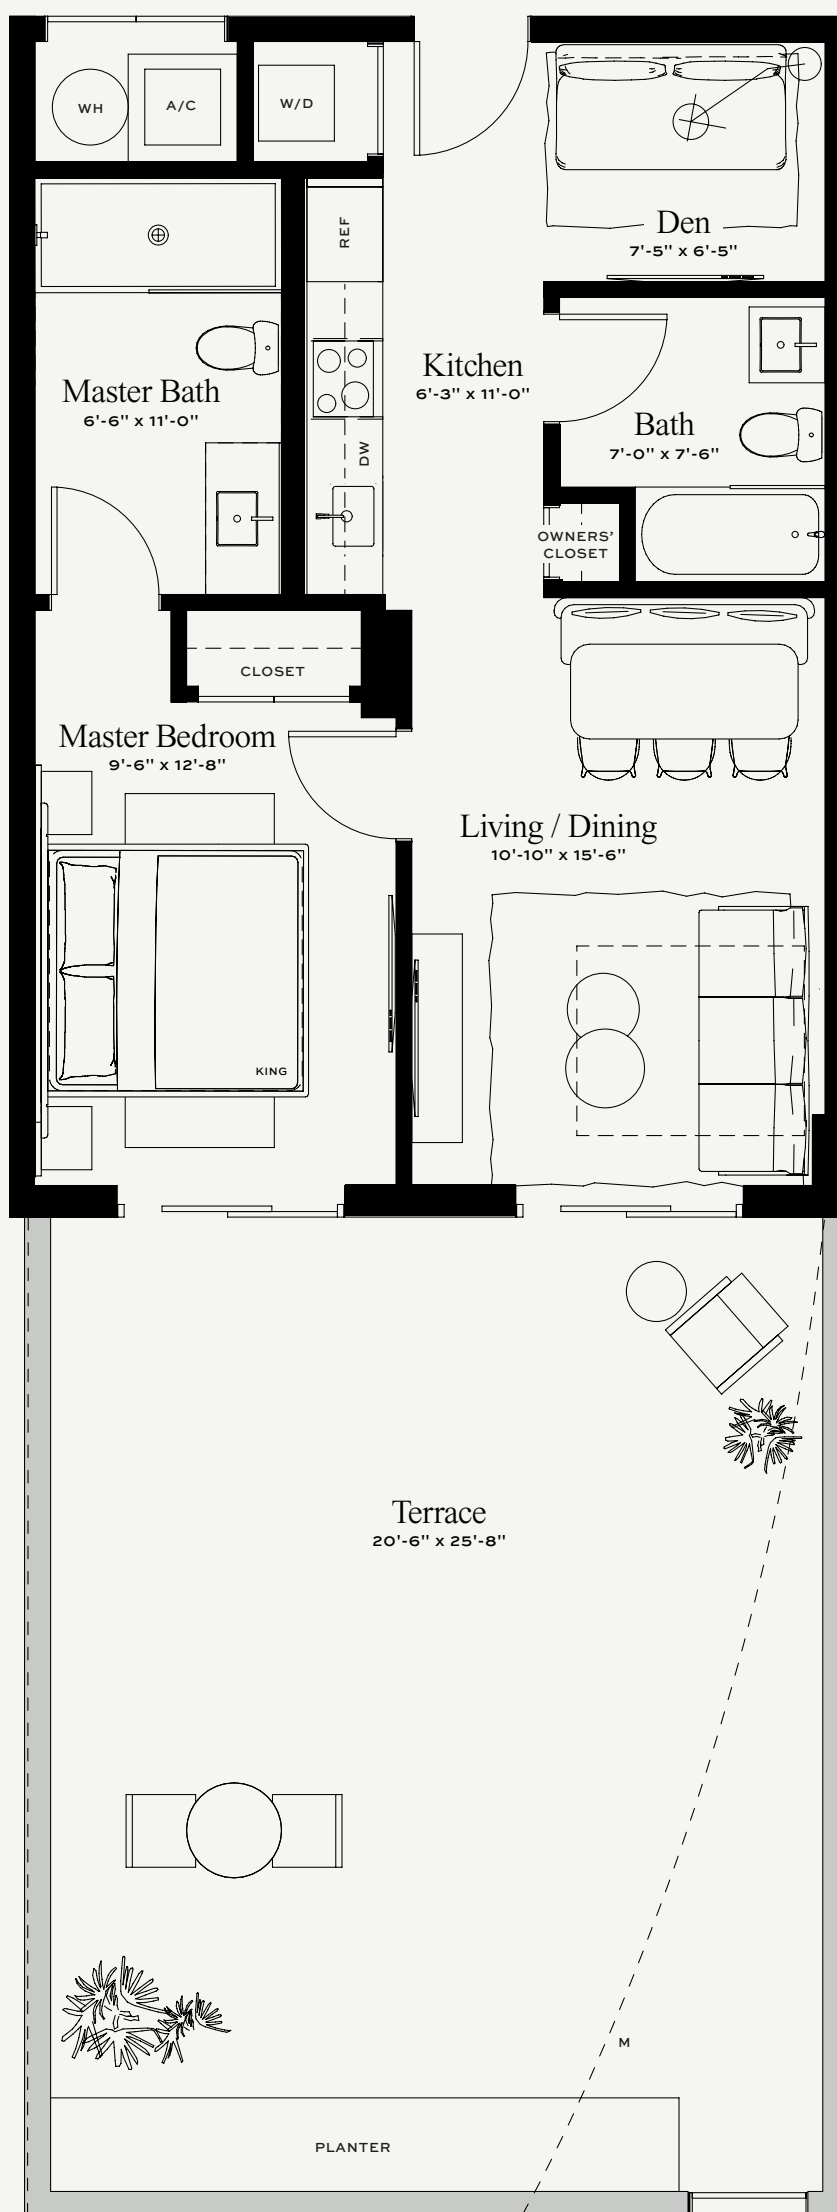 WH
A/C
W/D
REF
Den
7'-5" x 6'-5"
Kitchen
6'-3" x 11'-0"
Master Bath
6'-6" x 11'-0"
Bath
7'-0" x 7'-6"
DW
OWNERS'
CLOSET
CLOSET
Master Bedroom
9'-6" x 12'-8"
Living / Dining
10'-10" x 15'-6"
KING
Terrace
20'-6" x 25'-8"
M
PLANTER